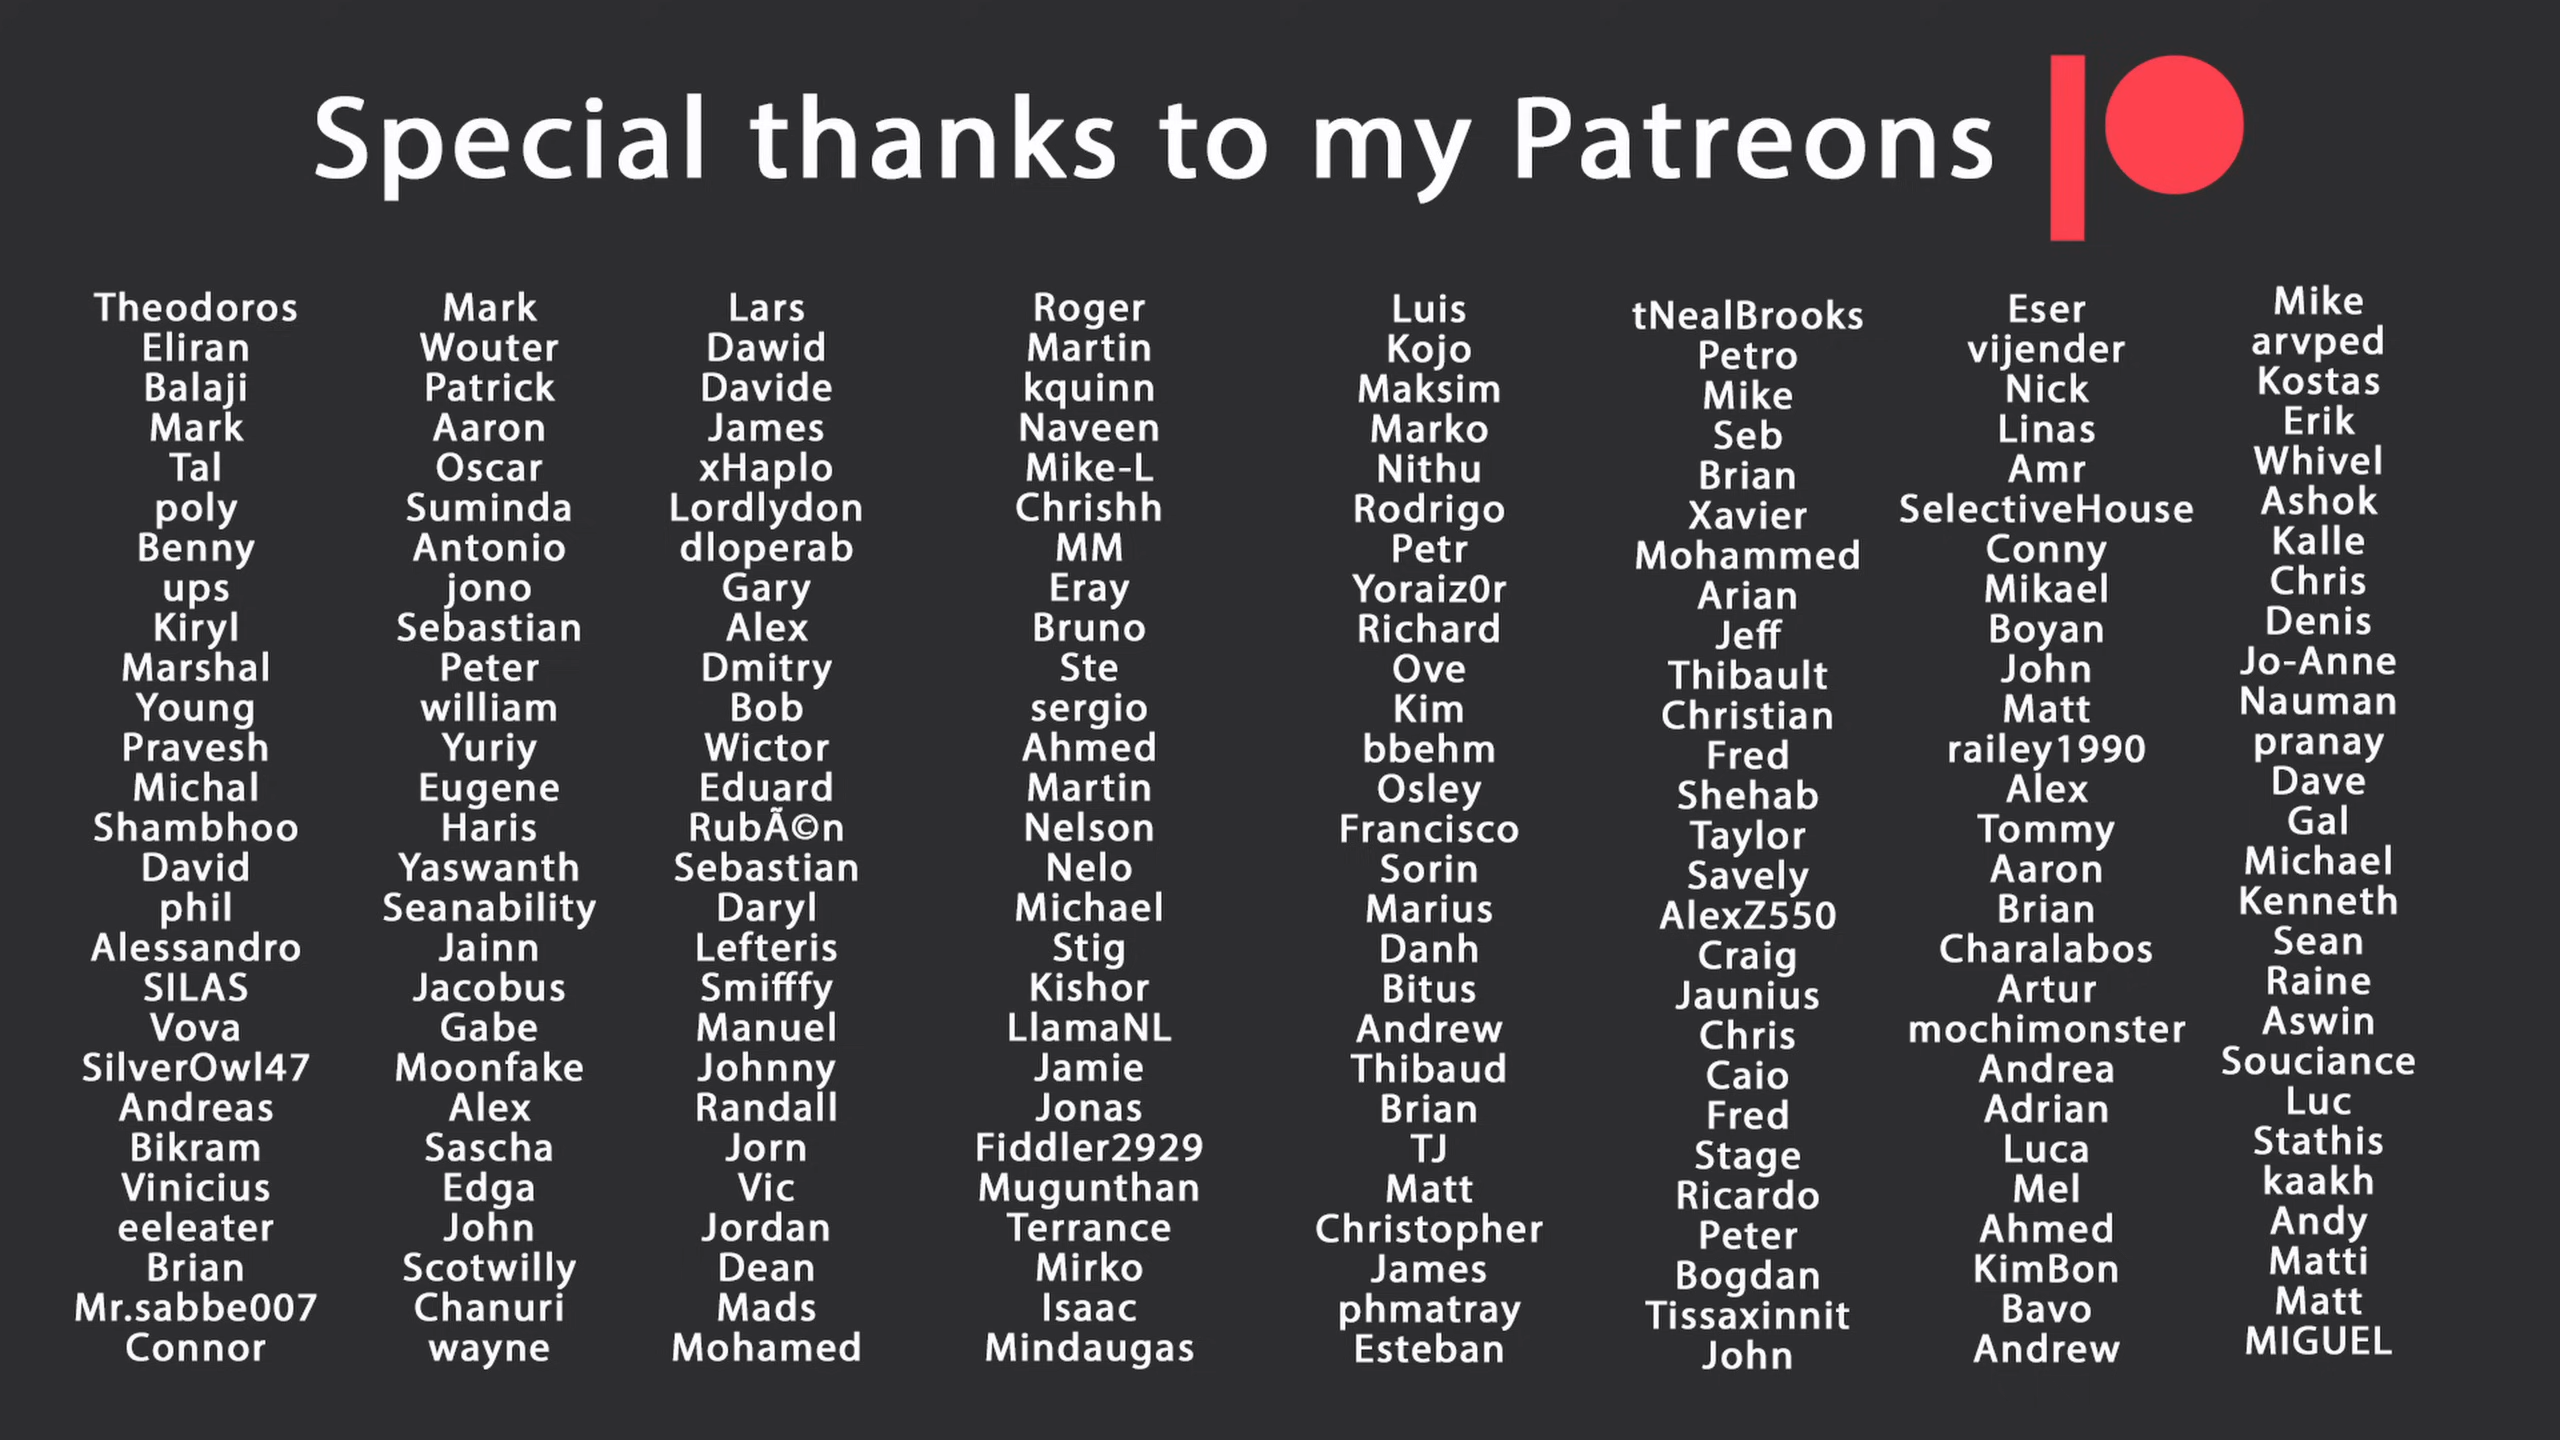 Special thanks to my Patreons
Theodoros
Eliran
Balaji
Mark
Tal
poly
Benny
ups
Kiryl
Marshal
Young
Pravesh
Michal
Shambhoo
David
phil
Alessandro
SILAS
Vova
SilverOwl47
Andreas
Bikram
Vinicius
eeleater
Brian
Mr.sabbe007
Connor
Mark
Wouter
Patrick
Aaron
Oscar
Suminda
Antonio
jono
Sebastian
Peter
william
Yuriy
Eugene
Haris
Yaswanth
Seanability
Jainn
Jacobus
Gabe
Moonfake
Alex
Sascha
Edga
John
Scotwilly
Chanuri
wayne
Lars
Dawid
Davide
James
xHaplo
Lordlydon
dloperab
Gary
Alex
Dmitry
Bob
Wictor
Eduard
RubÃ©n
Sebastian
Daryl
Lefteris
Smifffy
Manuel
Johnny
Randall
Jorn
Vic
Jordan
Dean
Mads
Mohamed
Roger
Martin
kquinn
Naveen
Mike-L
Chrishh
MM
Eray
Bruno
Ste
sergio
Ahmed
Martin
Nelson
Nelo
Michael
Stig
Kishor
LlamaNL
Jamie
Jonas
Fiddler2929
Mugunthan
Terrance
Mirko
Isaac
Mindaugas
Luis
Kojo
Maksim
Marko
Nithu
Rodrigo
Petr
Yoraiz0r
Richard
Ove
Kim
bbehm
Osley
Francisco
Sorin
Marius
Danh
Bitus
Andrew
Thibaud
Brian
TJ
Matt
Christopher
James
phmatray
Esteban
tNealBrooks
Petro
Mike
Seb
Brian
Xavier
Mohammed
Arian
Jeff
Thibault
Christian
Fred
Shehab
Taylor
Savely
AlexZ550
Craig
Jaunius
Chris
Caio
Fred
Stage
Ricardo
Peter
Bogdan
Tissaxinnit
John
Eser
vijender
Nick
Linas
Amr
SelectiveHouse
Conny
Mikael
Boyan
John
Matt
railey1990
Alex
Tommy
Aaron
Brian
Charalabos
Artur
mochimonster
Andrea
Adrian
Luca
Mel
Ahmed
KimBon
Bavo
Andrew
Mike
arvped
Kostas
Erik
Whivel
Ashok
Kalle
Chris
Denis
Jo-Anne
Nauman
pranay
Dave
Gal
Michael
Kenneth
Sean
Raine
Aswin
Souciance
Luc
Stathis
kaakh
Andy
Matti
Matt
MIGUEL